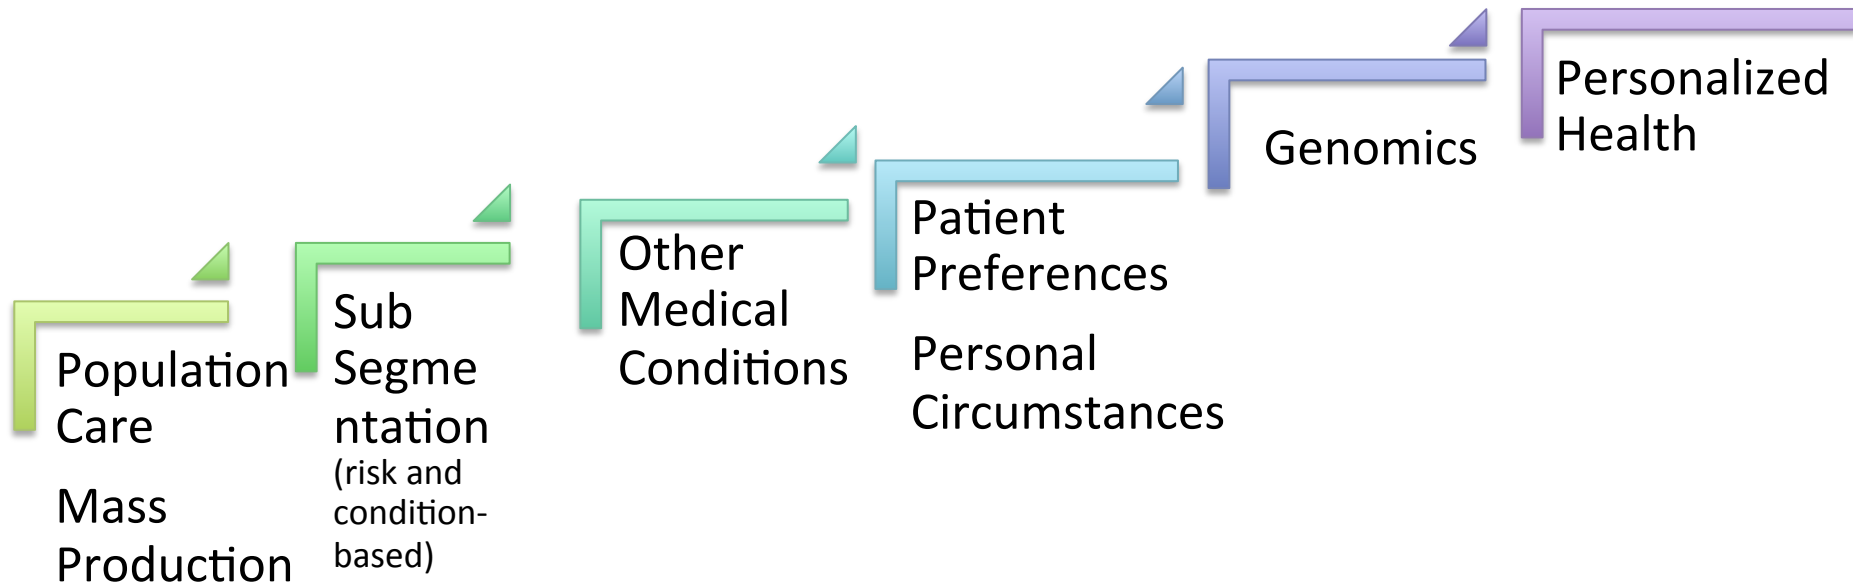 Population
Care
Mass
Production
Sub
Segme
ntation
(risk and
condition-
based)
Other
Medical
Conditions
Patient
Preferences
Personal
Circumstances
Genomics
Personalized
Health